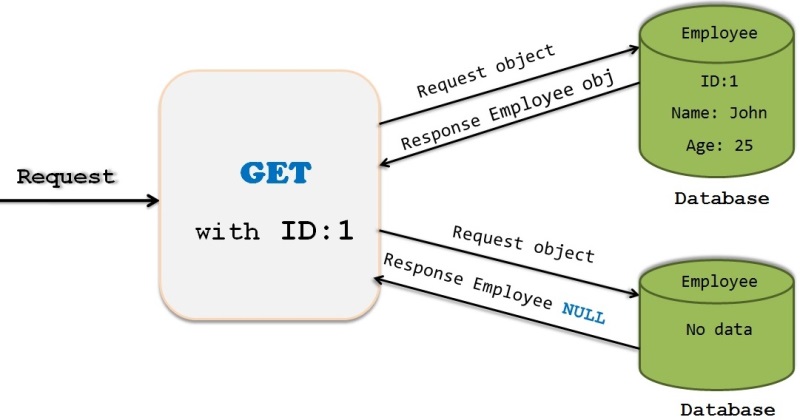 Request
GET
with ID:1
Request object
Response Employee obj
Employee
ID:1
Name: John
Age: 25
Database
Request object
Response Employee NULL
Employee
No data
Database